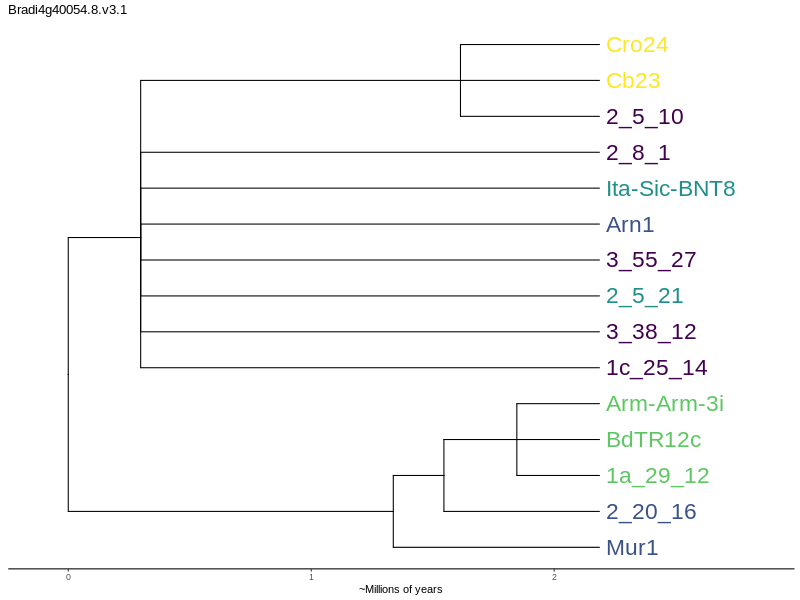 Bradi4g40054.8.v3.1
Cro24
Cb23
2_5_10
2_8_1
Ita-Sic-BNT8
Arn1
3_55_27
2_5_21
3_38_12
1c_25_14
Arm-Arm-3i
BdTR12c
1a_29_12
2_20_16
Mur1
0 1 2
~Millions of years